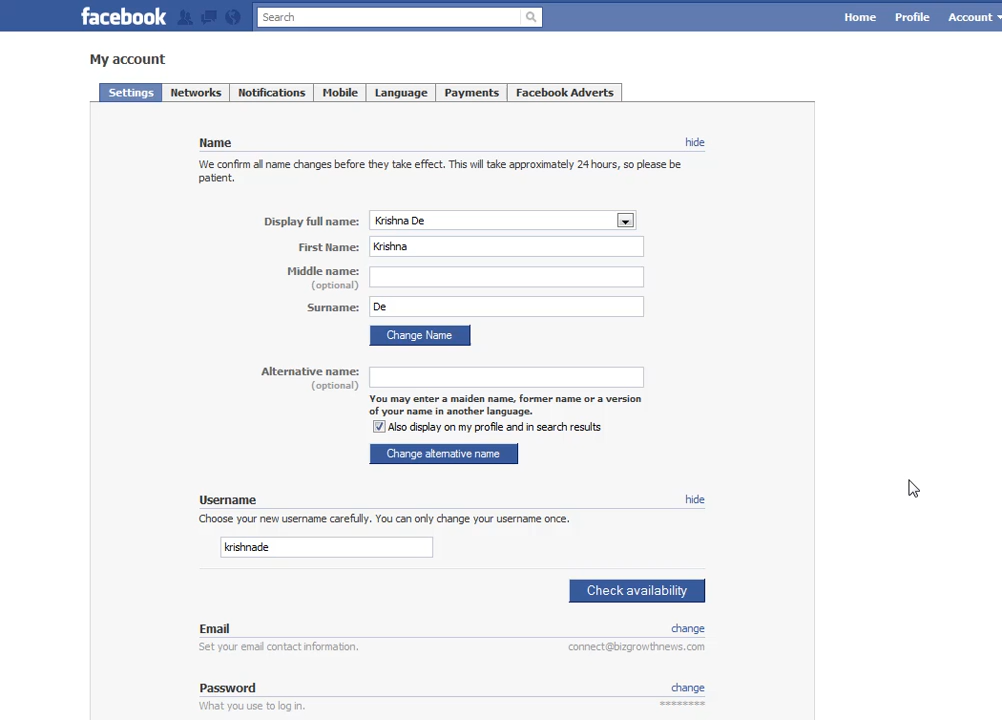 facebook Search Home Profile Account
My account
Settings Networks Notifications Mobile Language Payments Facebook Adverts
Name hide
We confirm all name changes before they take effect. This will take approximately 24 hours, so please be
patient.
Display full name: Krishna De
First Name: Krishna
Middle name:
(optional)
Surname: De
Change Name
Alternative name:
(optional)
You may enter a maiden name, former name or a version
of your name in another language.
Also display on my profile and in search results
Change alternative name
Username hide
Choose your new username carefully. You can only change your username once.
krishnade
Check availability
Email change
Set your email contact information. connect@bizgrowthnews.com
Password change
What you use to log in. ********